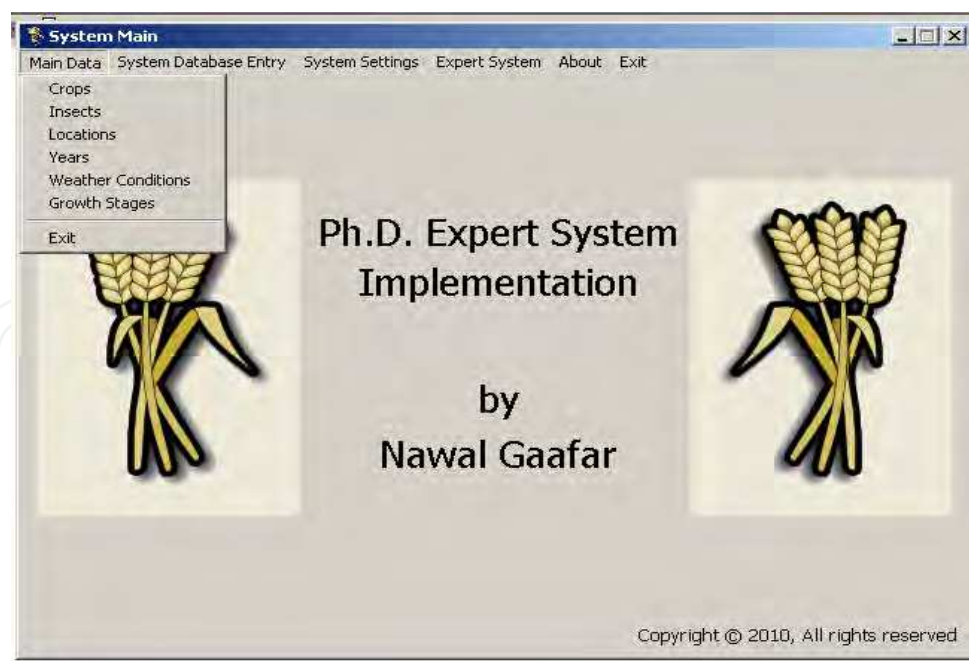 System Main
Main Data System Database Entry System Settings Expert System About Exit
Crops
Insects
Locations
Years
Weather Conditions
Growth Stages
Exit
Ph.D. Expert System
Implementation
by
Nawal Gaafar
Copyright © 2010, All rights reserved